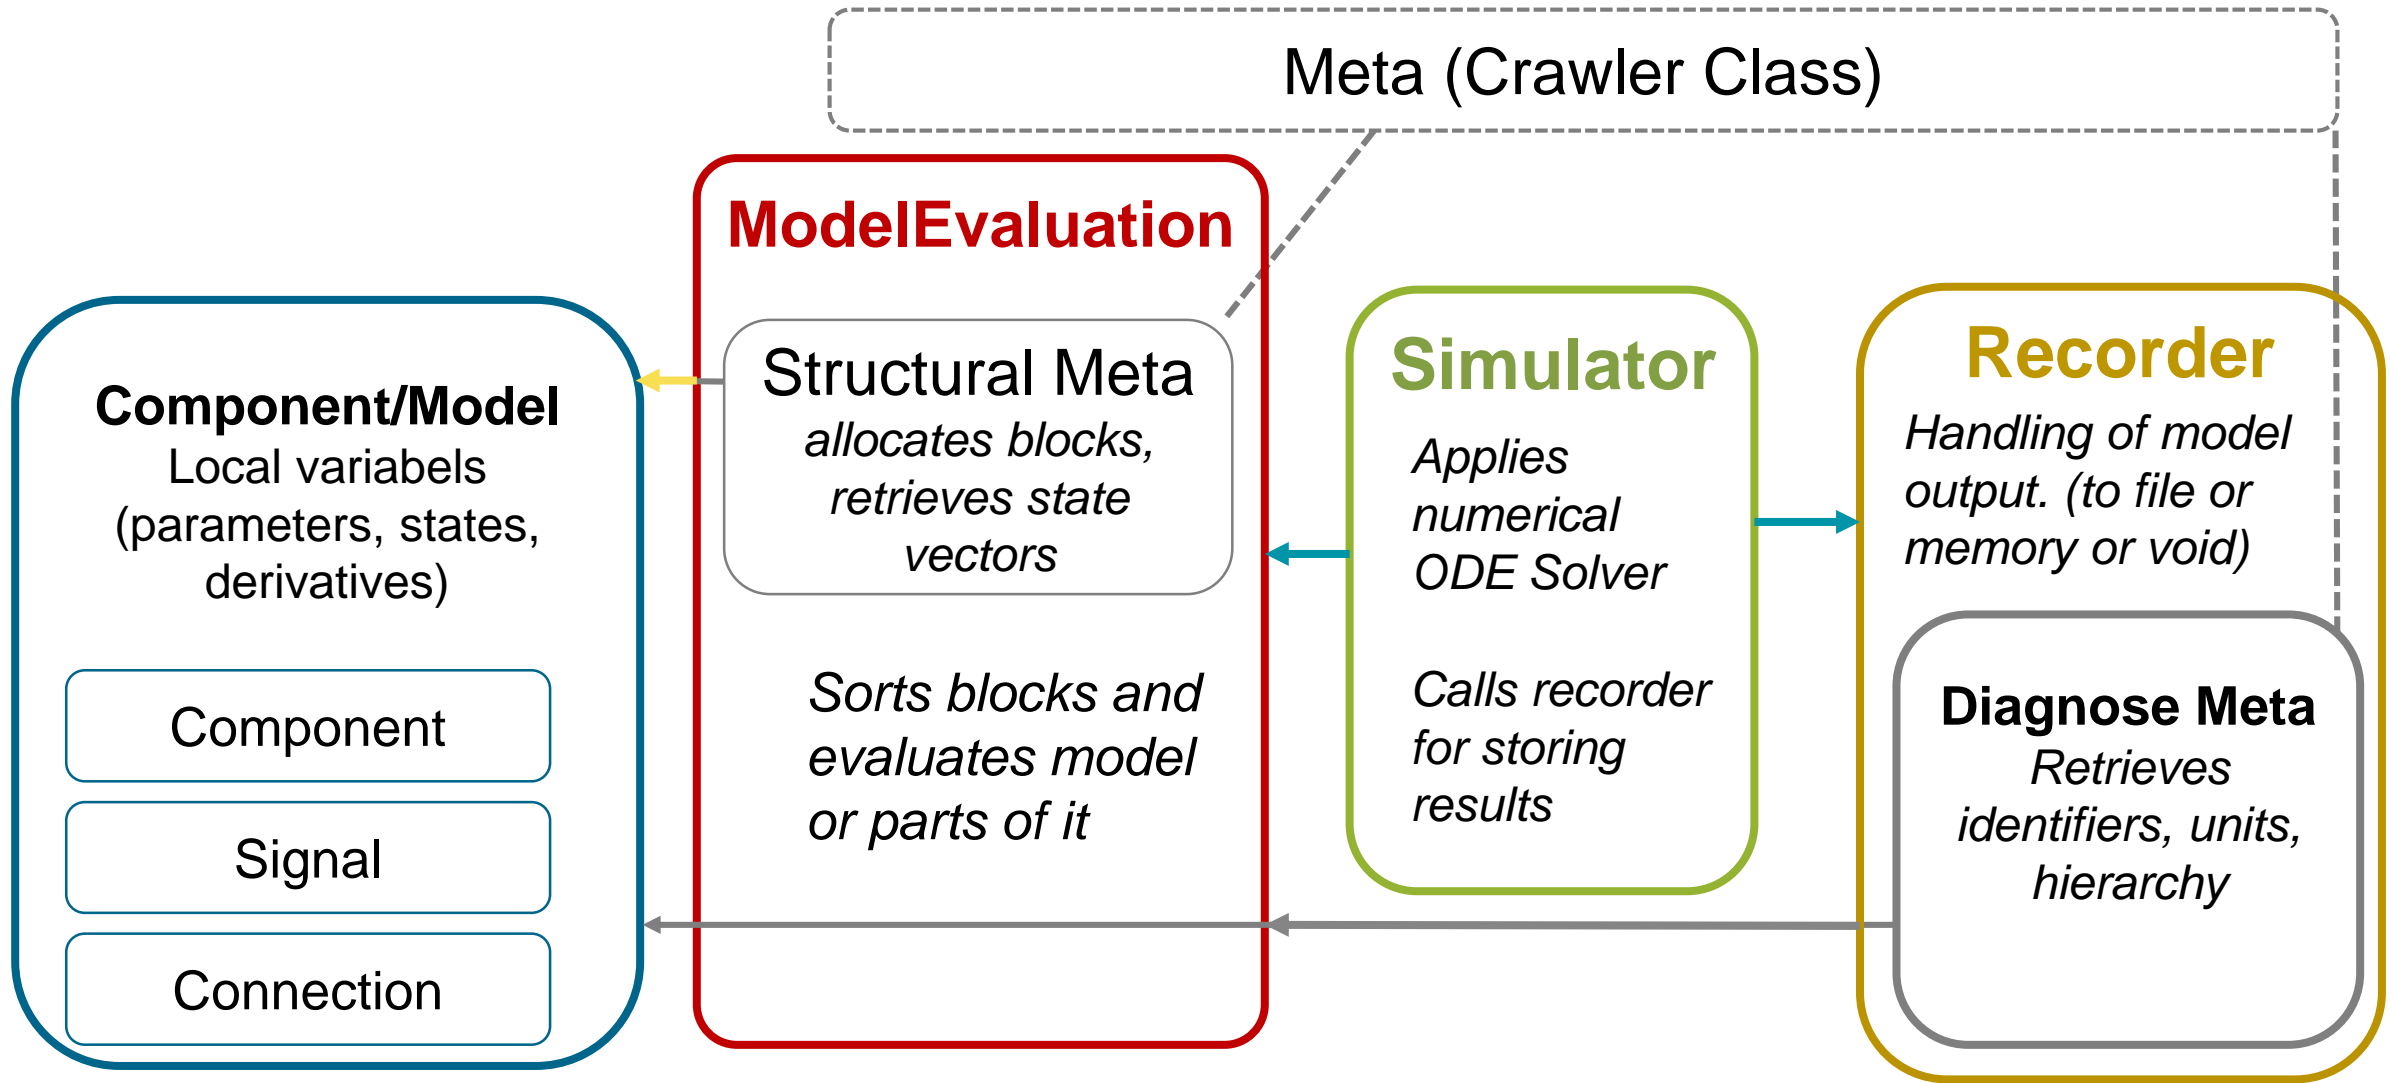 Meta (Crawler Class)
Component/Model
Local variabels
(parameters, states,
derivatives)
Component
Signal
Connection
ModelEvaluation
Structural Meta
allocates blocks,
retrieves state
vectors
Sorts blocks and
evaluates model
or parts of it
Simulator
Applies
numerical
ODE Solver
Calls recorder
for storing
results
Recorder
Handling of model
output. (to file or
memory or void)
Diagnose Meta
Retrieves
identifiers, units,
hierarchy